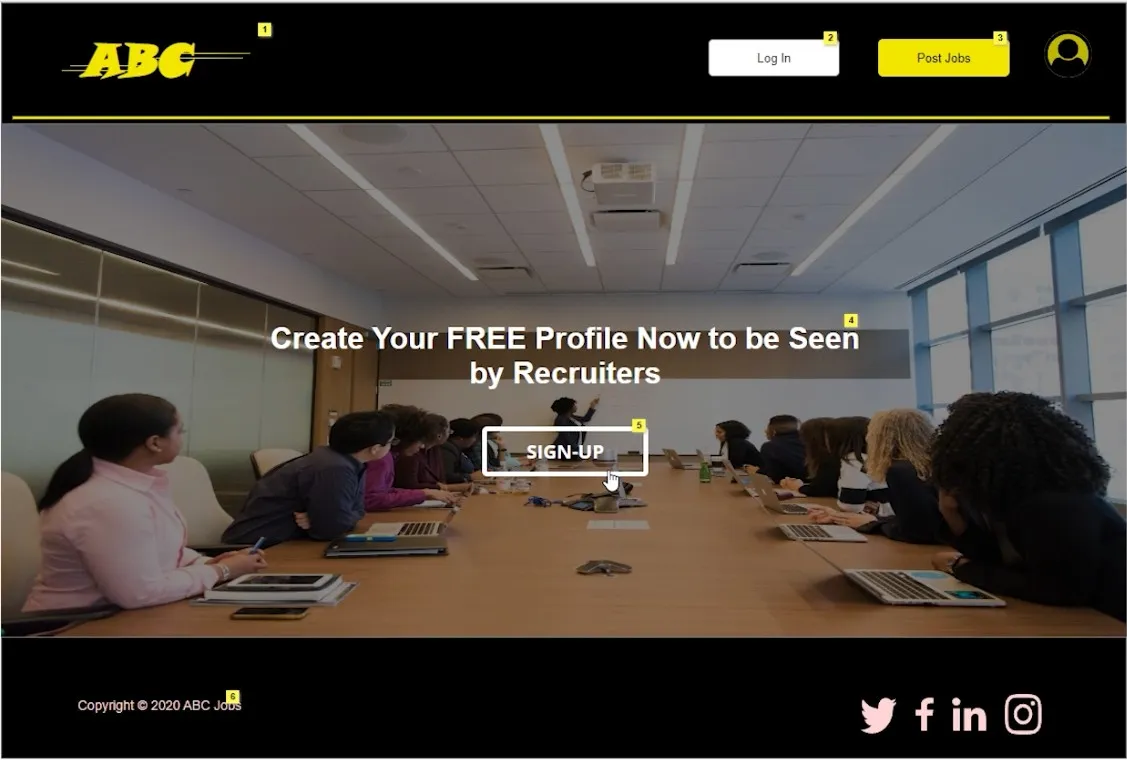 ABC
1
Log In
2
Post Jobs
3
4
Create Your FREE Profile Now to be Seen
by Recruiters
5
SIGN-UP
6
Copyright © 2020 ABC Jobs
in